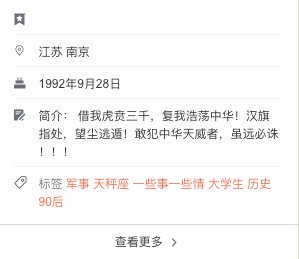 江苏 南京
1992年9月28日
简介： 借我虎贲三千，复我浩荡中华！汉旗
指处，望尘逃遁！敢犯中华天威者，虽远必诛
！！！
标签 军事 天秤座 一些事一些情 大学生 历史
90后
查看更多 >